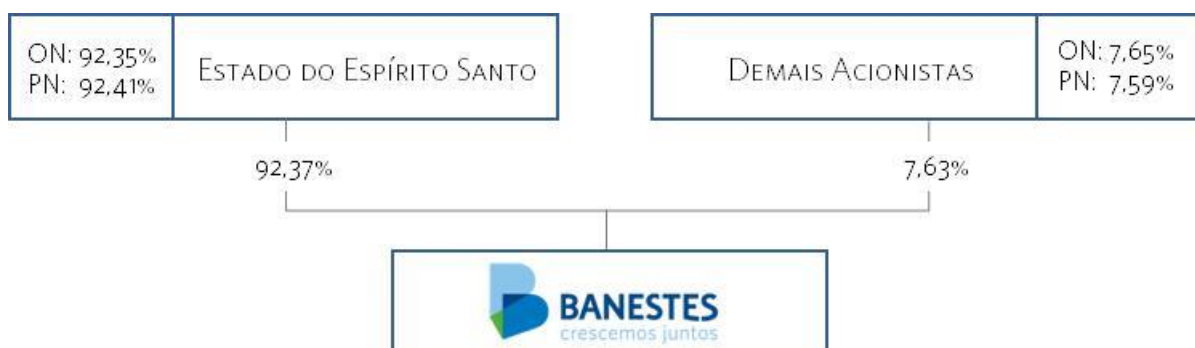 ON: 92,35%
PN: 92,41%
ESTADO DO ESPÍRITO SANTO
DEMAIS ACIONISTAS
ON: 7,65%
PN: 7,59%
92,37%
7,63%
BANESTES
crescemos juntos